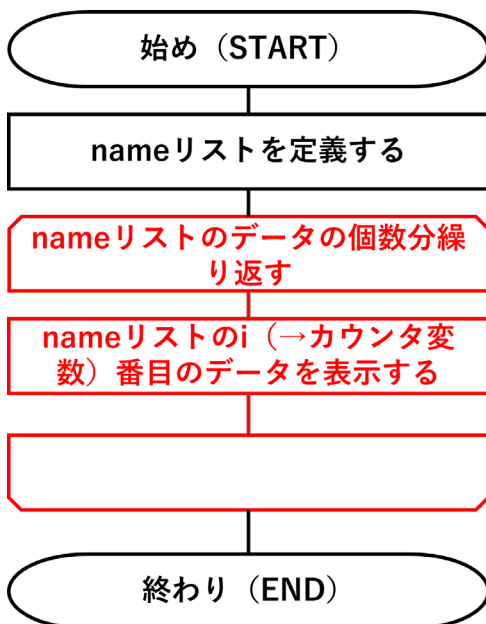 始め（START）
nameリストを定義する
nameリストのデータの個数分繰
り返す
nameリストのi（→カウンタ変
数）番目のデータを表示する
終わり（END）